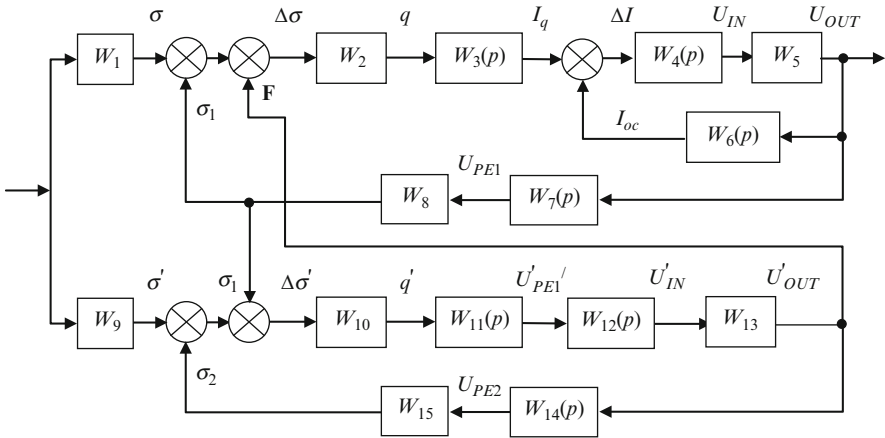 σ Δσ q I_q ΔI U_IN U_OUT
W_1 W_2 W_3(p) W_4(p) W_5
σ_1 F I_oc W_6(p)
U_PE1
W_8 W_7(p)
σ' σ_1 Δσ' q' U'_PE1/ U'_IN U'_OUT
W_9 W_10 W_11(p) W_12(p) W_13
σ_2 U_PE2
W_15 W_14(p)